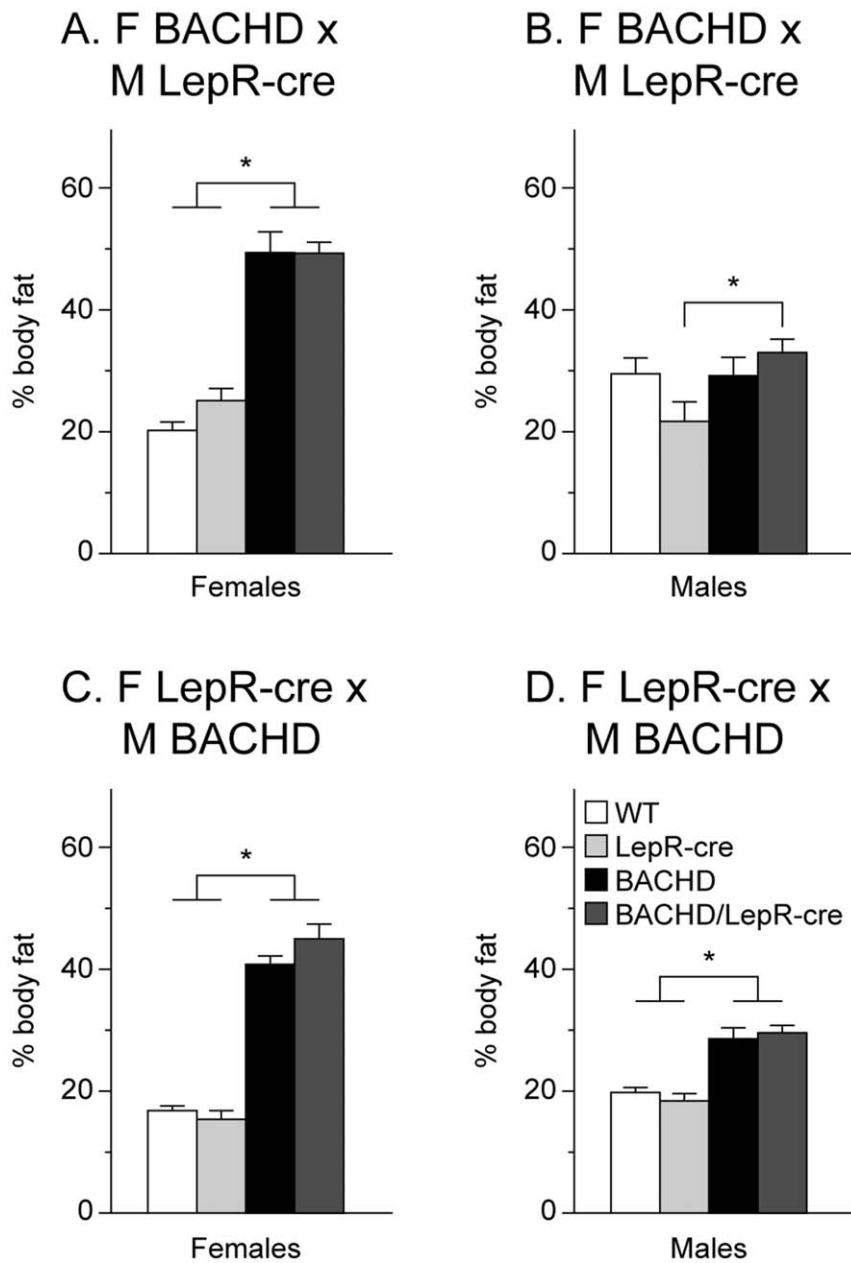 A. F BACHD x
M LepR-cre
*
60
40
20
0
% body fat
Females
B. F BACHD x
M LepR-cre
*
60
40
20
0
% body fat
Males
C. F LepR-cre x
M BACHD
*
60
40
20
0
% body fat
Females
D. F LepR-cre x
M BACHD
WT
LepR-cre
BACHD
BACHD/LepR-cre
*
60
40
20
0
% body fat
Males